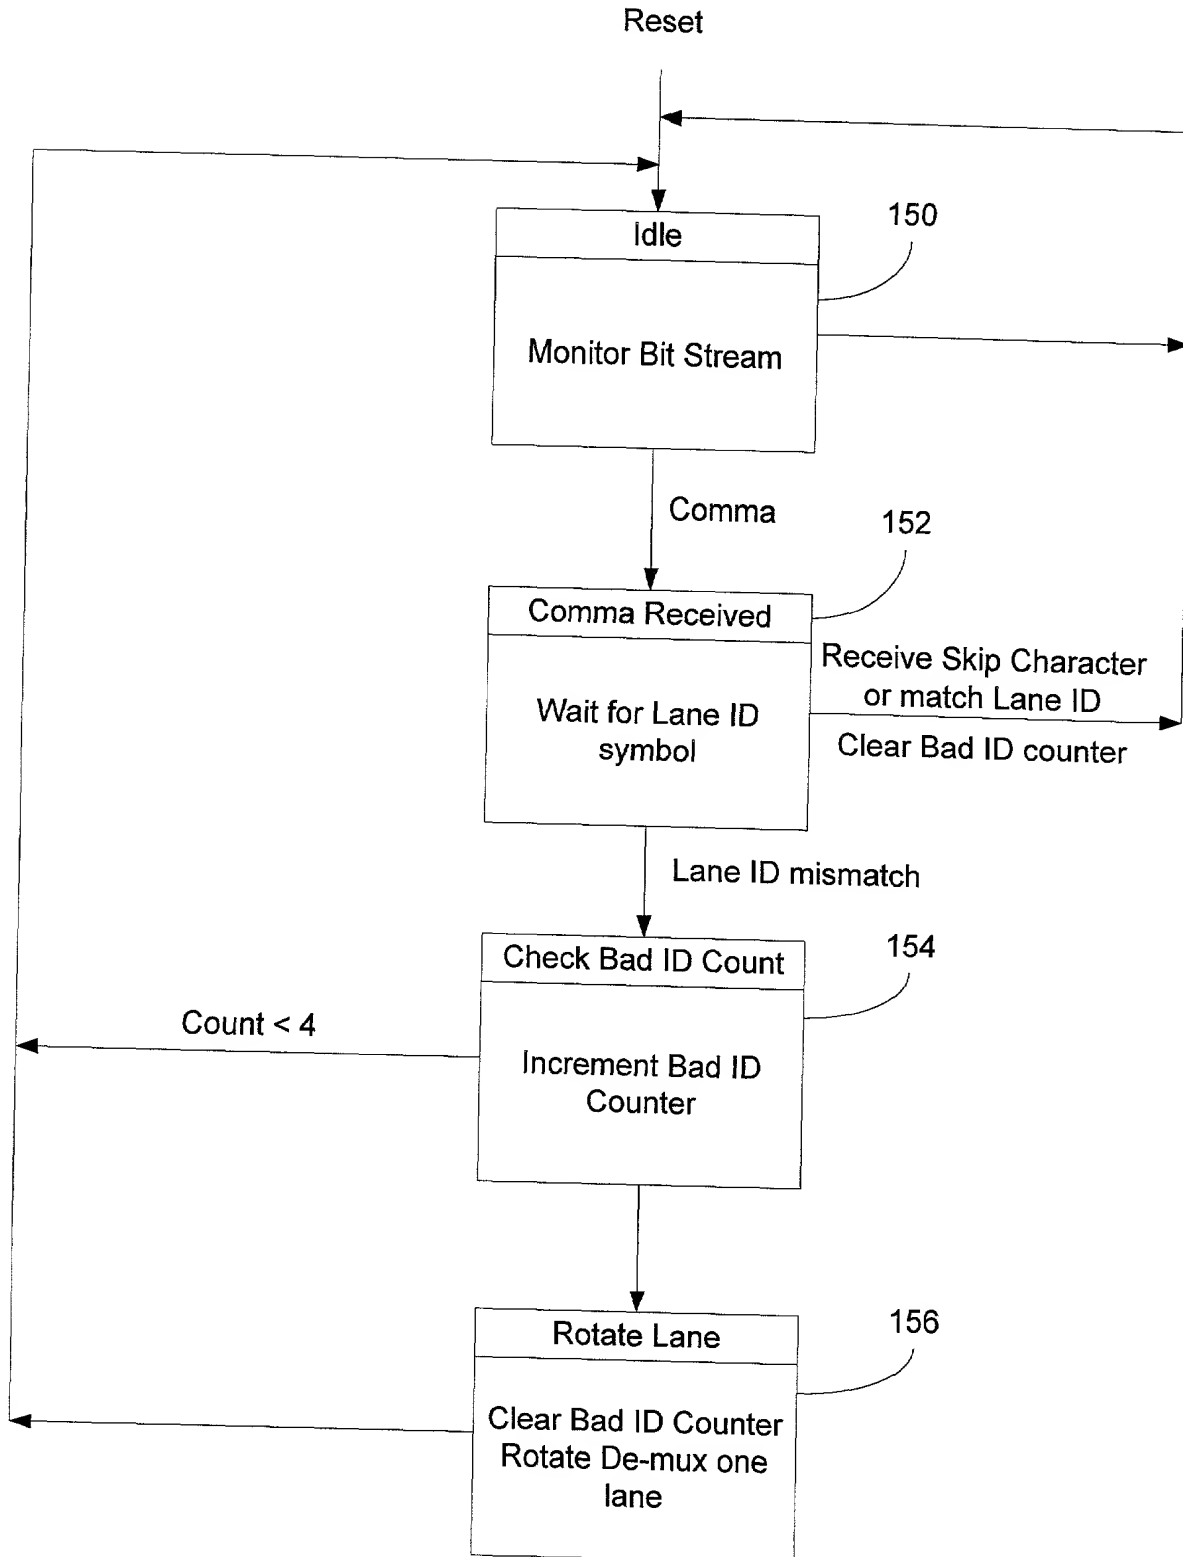 Reset
150
Idle
Monitor Bit Stream
Comma
152
Comma Received
Wait for Lane ID
symbol
Receive Skip Character
or match Lane ID
Clear Bad ID counter
Lane ID mismatch
154
Check Bad ID Count
Count < 4
Increment Bad ID
Counter
156
Rotate Lane
Clear Bad ID Counter
Rotate De-mux one
lane